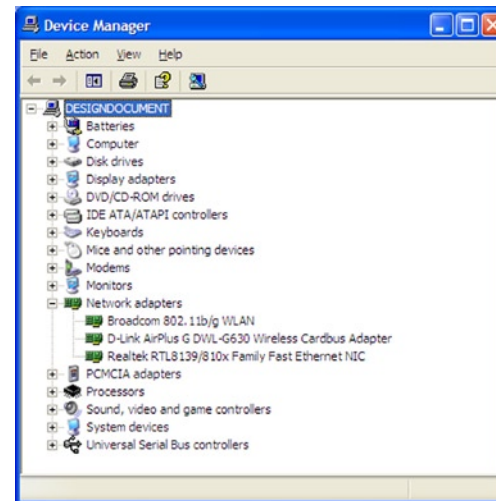 Device Manager
File Action View Help
DESIGNDOCUMENT
Batteries
Computer
Disk drives
Display adapters
DVD/CD-ROM drives
IDE ATA/ATAPI controllers
Keyboards
Mice and other pointing devices
Modems
Monitors
Network adapters
Broadcom 802.11b/g WLAN
D-Link AirPlus G DWL-G630 Wireless Cardbus Adapter
Realtek RTL8139/810x Family Fast Ethernet NIC
PCMCIA adapters
Processors
Sound, video and game controllers
System devices
Universal Serial Bus controllers